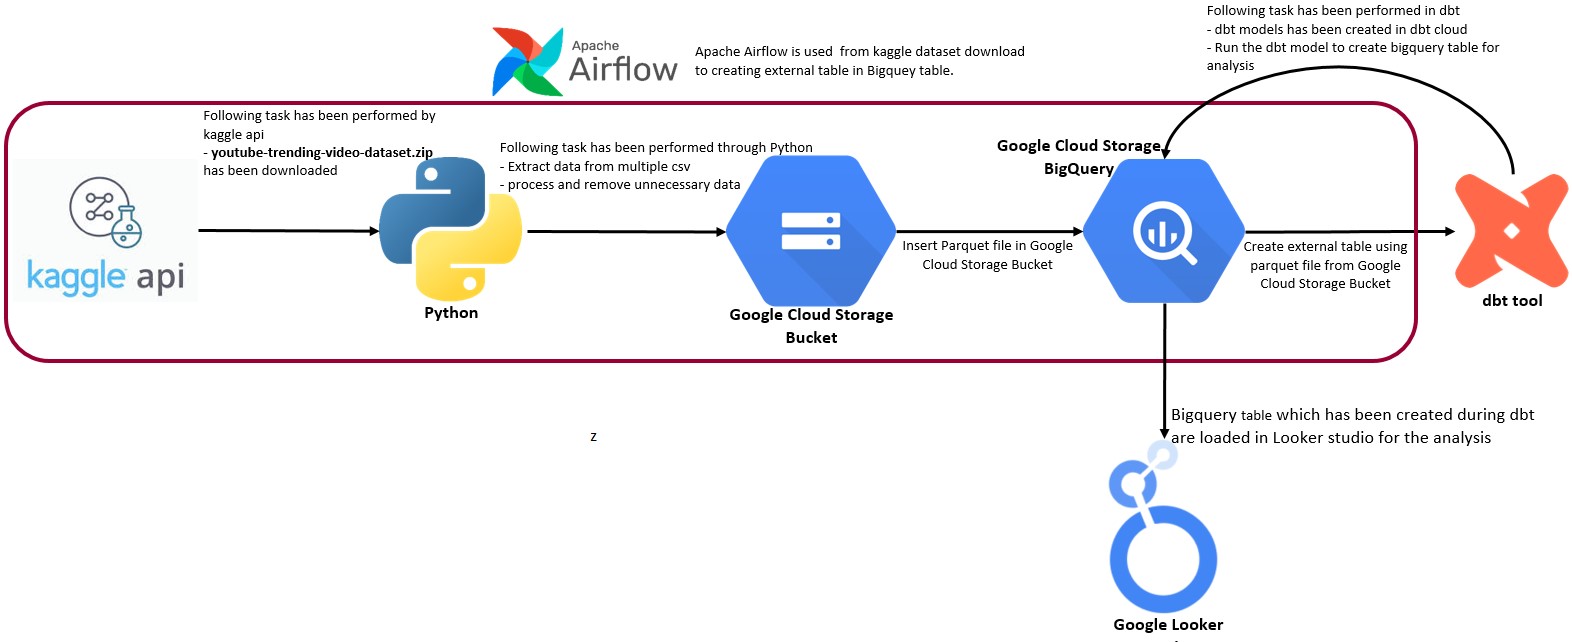 Following task has been performed in dbt
- dbt models has been created in dbt cloud
- Run the dbt model to create bigquery table for
analysis
Apache
Airflow
Apache Airflow is used  from kaggle dataset download
to creating external table in Bigquey table.
Following task has been performed by
kaggle api
- youtube-trending-video-dataset.zip
has been downloaded
kaggle api
Following task has been performed through Python
- Extract data from multiple csv
- process and remove unnecessary data
Python
Google Cloud Storage
Bucket
Insert Parquet file in Google
Cloud Storage Bucket
Google Cloud Storage
BigQuery
Create external table using
parquet file from Google
Cloud Storage Bucket
dbt tool
Bigquery table which has been created during dbt
are loaded in Looker studio for the analysis
z
Google Looker